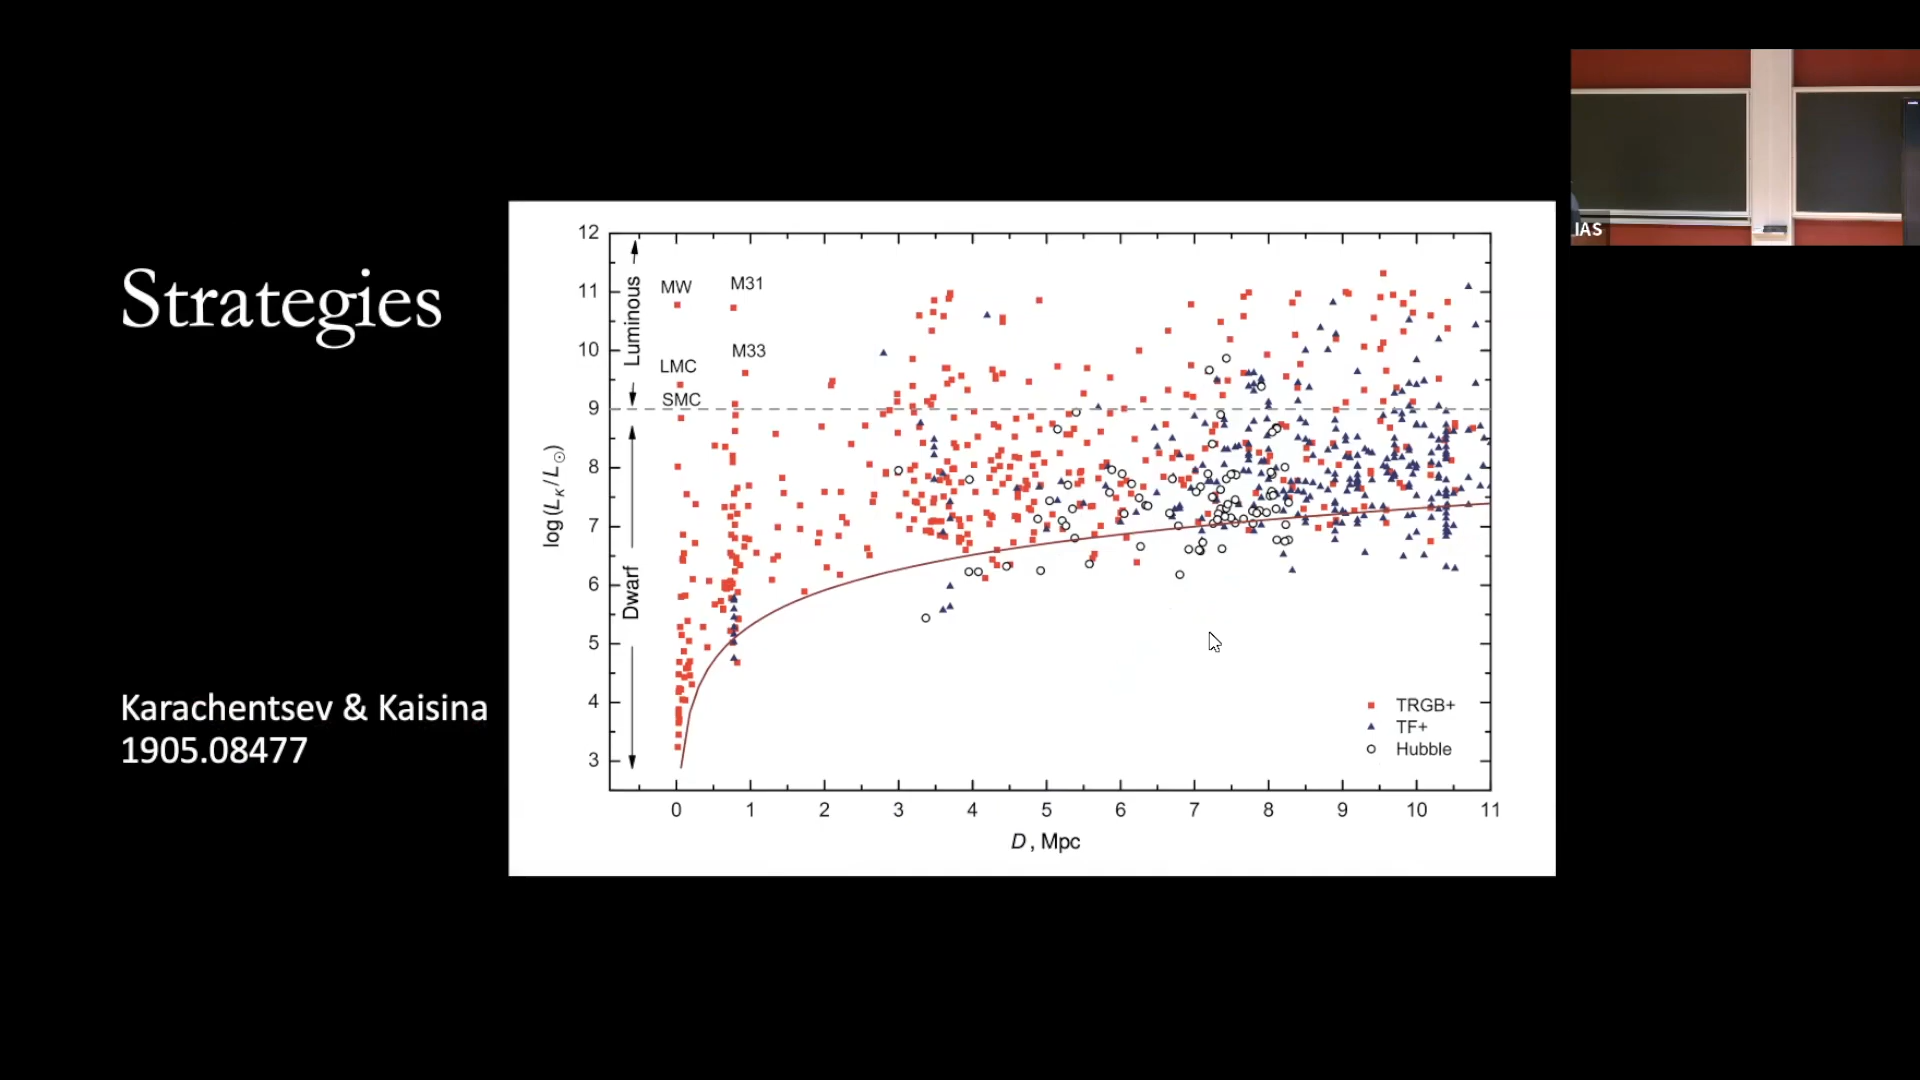 Strategies
Karachentsev & Kaisina
1905.08477
12
11
10
9
8
7
6
5
4
3
log (L_K / L_⊙)
Luminous
Dwarf
MW
M31
M33
LMC
SMC
TRGB+
TF+
Hubble
0 1 2 3 4 5 6 7 8 9 10 11
D , Mpc
IAS